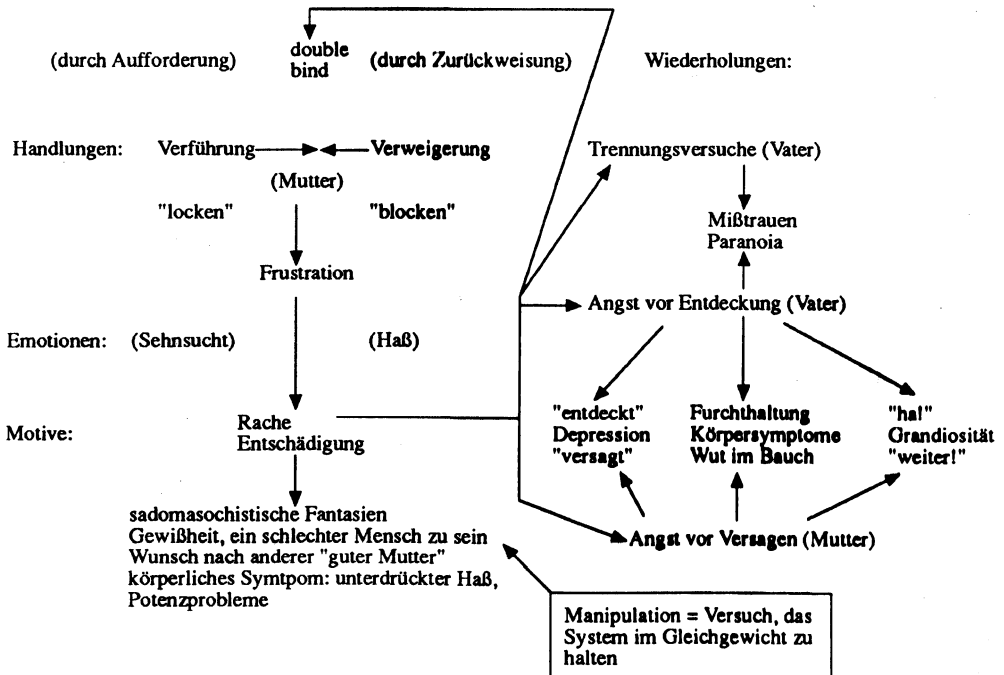 double
(durch Aufforderung) bind (durch Zurückweisung) Wiederholungen:
Handlungen: Verführung Verweigerung Trennungsversuche (Vater)
(Mutter)
"locken" "blocken"
Mißtrauen
Paranoia
Frustration
Angst vor Entdeckung (Vater)
Emotionen: (Sehnsucht) (Haß)
Motive: Rache
Entschädigung
"entdeckt"
Depression
"versagt"
Furchthaltung
Körpersymptome
Wut im Bauch
"ha!"
Grandiosität
"weiter!"
sadomasochistische Fantasien
Gewißheit, ein schlechter Mensch zu sein
Wunsch nach anderer "guter Mutter"
körperliches Symtpom: unterdrückter Haß,
Potenzprobleme
Angst vor Versagen (Mutter)
Manipulation = Versuch, das
System im Gleichgewicht zu
halten